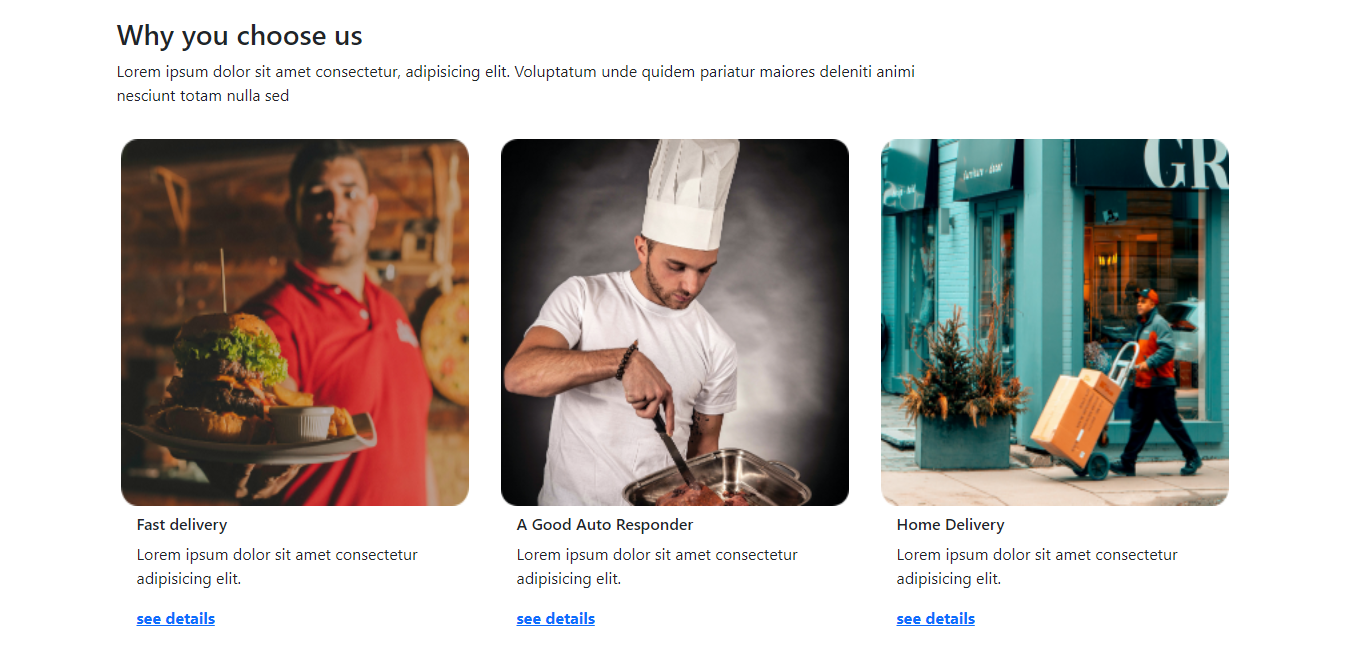 Why you choose us
Lorem ipsum dolor sit amet consectetur, adipisicing elit. Voluptatum unde quidem pariatur maiores deleniti animi
nesciunt totam nulla sed
GR
furniture · decor
Fast delivery
Lorem ipsum dolor sit amet consectetur
adipisicing elit.
see details
A Good Auto Responder
Lorem ipsum dolor sit amet consectetur
adipisicing elit.
see details
Home Delivery
Lorem ipsum dolor sit amet consectetur
adipisicing elit.
see details